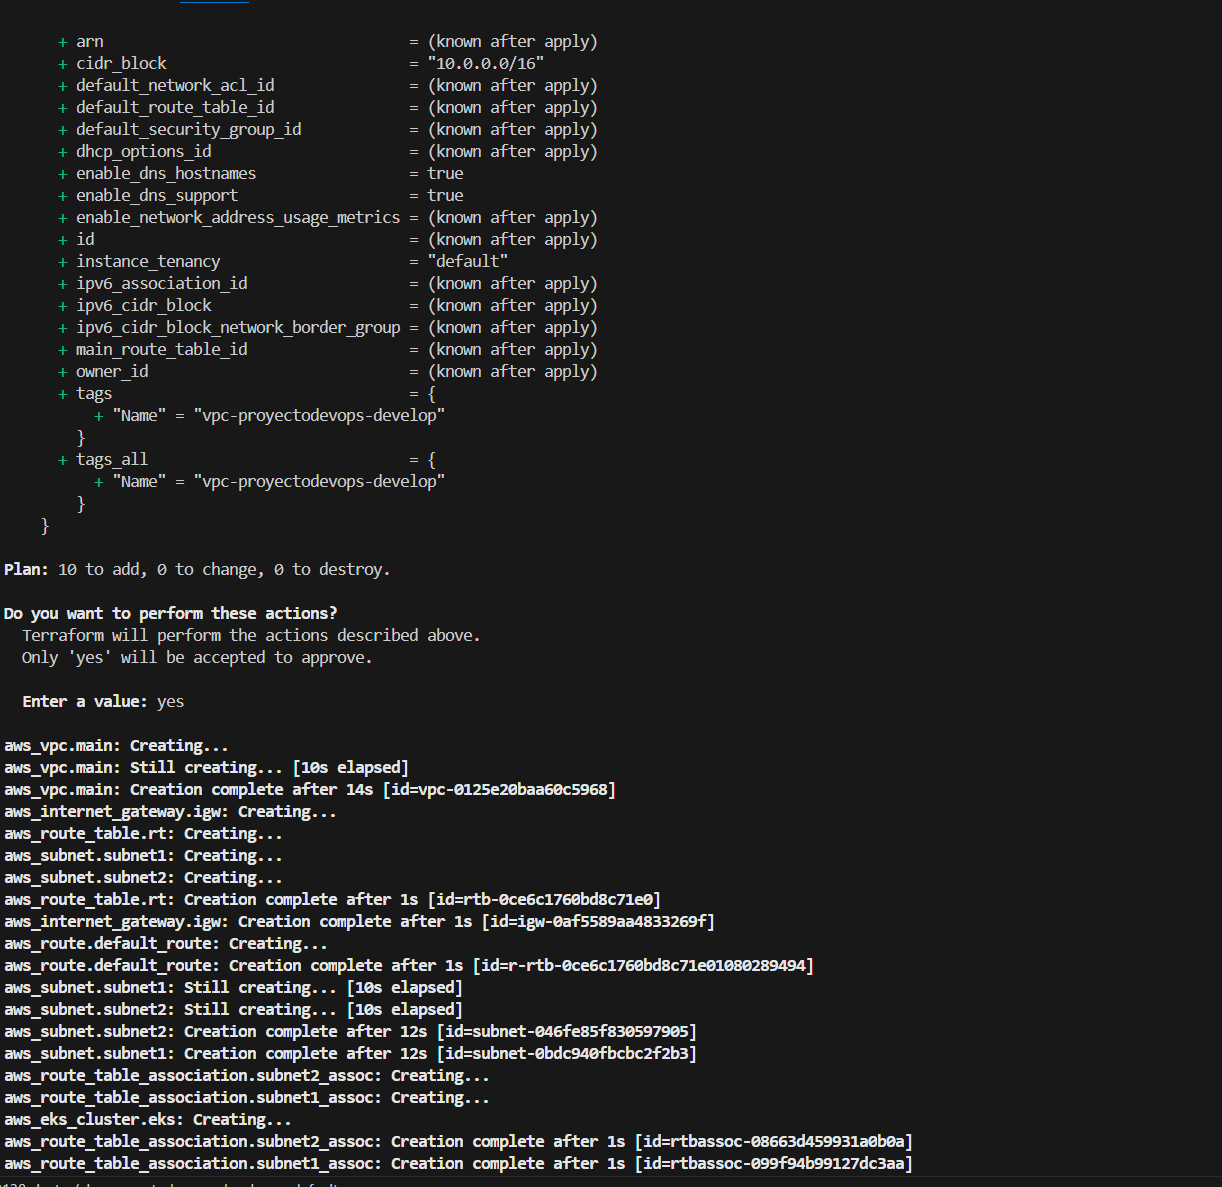 + arn = (known after apply)
+ cidr_block = "10.0.0.0/16"
+ default_network_acl_id = (known after apply)
+ default_route_table_id = (known after apply)
+ default_security_group_id = (known after apply)
+ dhcp_options_id = (known after apply)
+ enable_dns_hostnames = true
+ enable_dns_support = true
+ enable_network_address_usage_metrics = (known after apply)
+ id = (known after apply)
+ instance_tenancy = "default"
+ ipv6_association_id = (known after apply)
+ ipv6_cidr_block = (known after apply)
+ ipv6_cidr_block_network_border_group = (known after apply)
+ main_route_table_id = (known after apply)
+ owner_id = (known after apply)
+ tags = {
+ "Name" = "vpc-proyectodevops-develop"
}
+ tags_all = {
+ "Name" = "vpc-proyectodevops-develop"
}
}
Plan: 10 to add, 0 to change, 0 to destroy.
Do you want to perform these actions?
Terraform will perform the actions described above.
Only 'yes' will be accepted to approve.
Enter a value: yes
aws_vpc.main: Creating...
aws_vpc.main: Still creating... [10s elapsed]
aws_vpc.main: Creation complete after 14s [id=vpc-0125e20baa60c5968]
aws_internet_gateway.igw: Creating...
aws_route_table.rt: Creating...
aws_subnet.subnet1: Creating...
aws_subnet.subnet2: Creating...
aws_route_table.rt: Creation complete after 1s [id=rtb-0ce6c1760bd8c71e0]
aws_internet_gateway.igw: Creation complete after 1s [id=igw-0af5589aa4833269f]
aws_route.default_route: Creating...
aws_route.default_route: Creation complete after 1s [id=r-rtb-0ce6c1760bd8c71e01080289494]
aws_subnet.subnet1: Still creating... [10s elapsed]
aws_subnet.subnet2: Still creating... [10s elapsed]
aws_subnet.subnet2: Creation complete after 12s [id=subnet-046fe85f830597905]
aws_subnet.subnet1: Creation complete after 12s [id=subnet-0bdc940fbcbc2f2b3]
aws_route_table_association.subnet2_assoc: Creating...
aws_route_table_association.subnet1_assoc: Creating...
aws_eks_cluster.eks: Creating...
aws_route_table_association.subnet2_assoc: Creation complete after 1s [id=rtbassoc-08663d459931a0b0a]
aws_route_table_association.subnet1_assoc: Creation complete after 1s [id=rtbassoc-099f94b99127dc3aa]